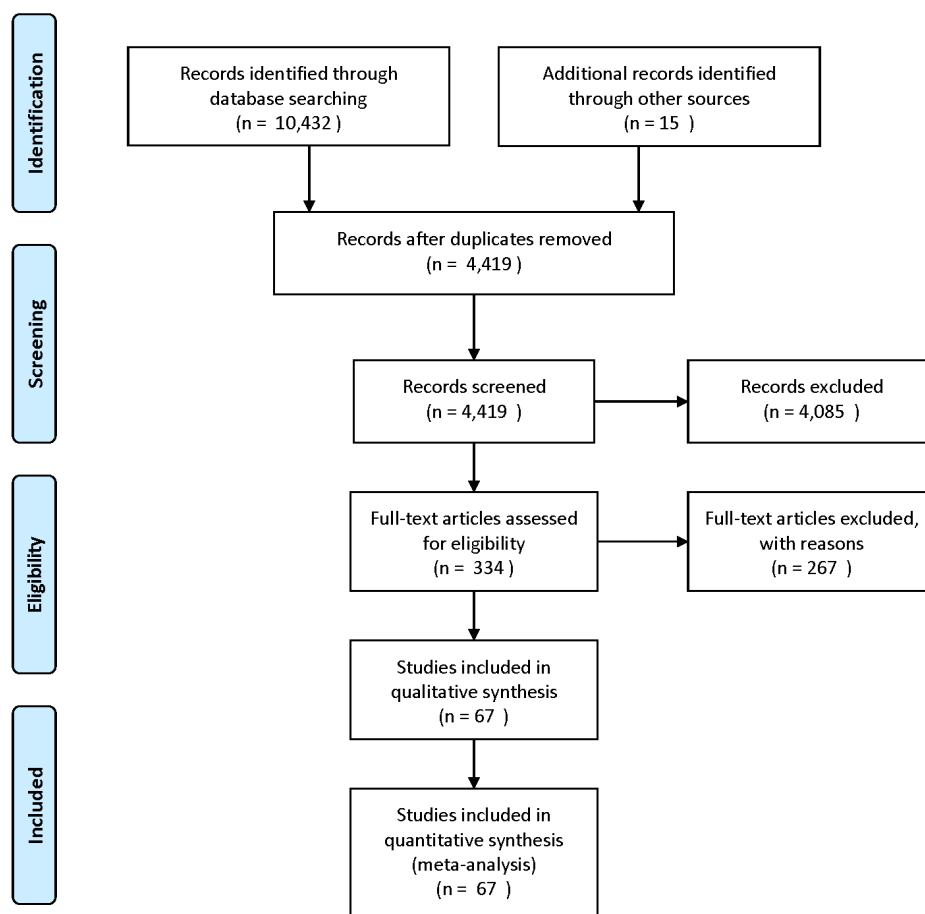 Identification
Records identified through
database searching
(n = 10,432 )
Additional records identified
through other sources
(n = 15 )
Records after duplicates removed
(n = 4,419 )
Screening
Records screened
(n = 4,419 )
Records excluded
(n = 4,085 )
Eligibility
Full-text articles assessed
for eligibility
(n = 334 )
Full-text articles excluded,
with reasons
(n = 267 )
Studies included in
qualitative synthesis
(n = 67 )
Included
Studies included in
quantitative synthesis
(meta-analysis)
(n = 67 )